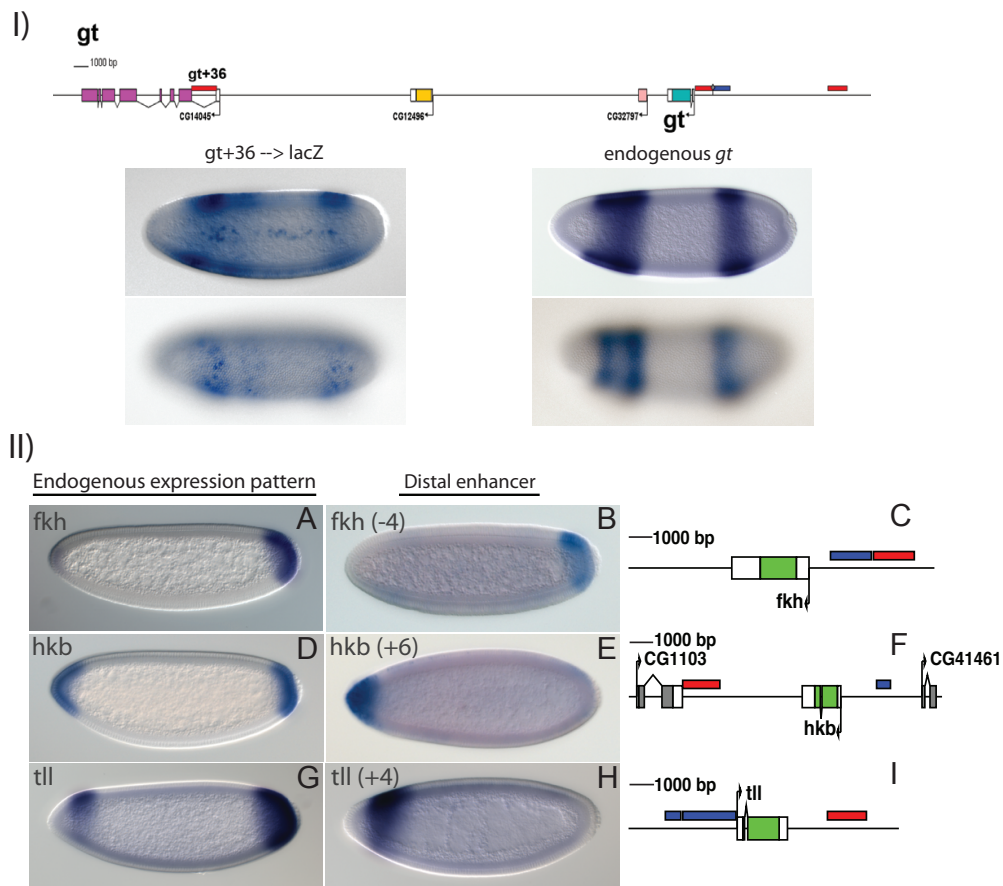 I)
gt
1000 bp
gt+36
CG14045
CG12496
CG32797
gt
gt+36 --> lacZ
endogenous gt
II)
Endogenous expression pattern
Distal enhancer
fkh
A
fkh (-4)
B
C
1000 bp
fkh
hkb
D
hkb (+6)
E
F
1000 bp
CG1103
CG41461
hkb
tll
G
tll (+4)
H
I
1000 bp
tll